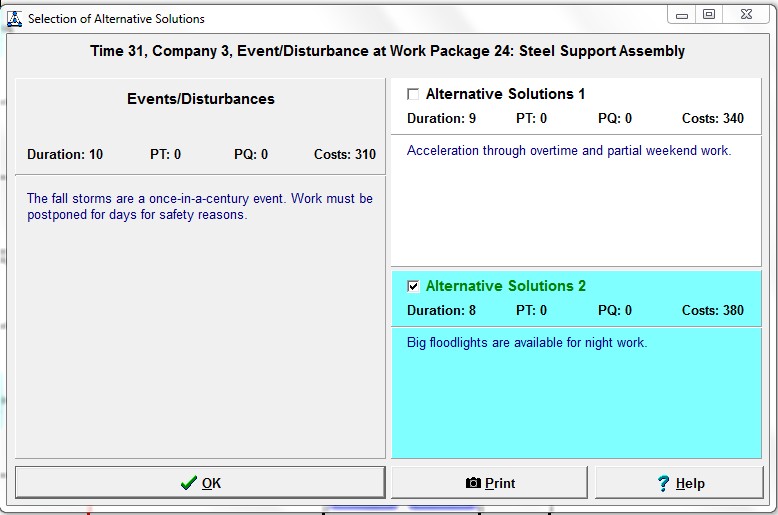 Selection of Alternative Solutions
Time 31, Company 3, Event/Disturbance at Work Package 24: Steel Support Assembly
Events/Disturbances
Duration: 10 PT: 0 PQ: 0 Costs: 310
The fall storms are a once-in-a-century event. Work must be
postponed for days for safety reasons.
Alternative Solutions 1
Duration: 9 PT: 0 PQ: 0 Costs: 340
Acceleration through overtime and partial weekend work.
Alternative Solutions 2
Duration: 8 PT: 0 PQ: 0 Costs: 380
Big floodlights are available for night work.
OK
Print
Help